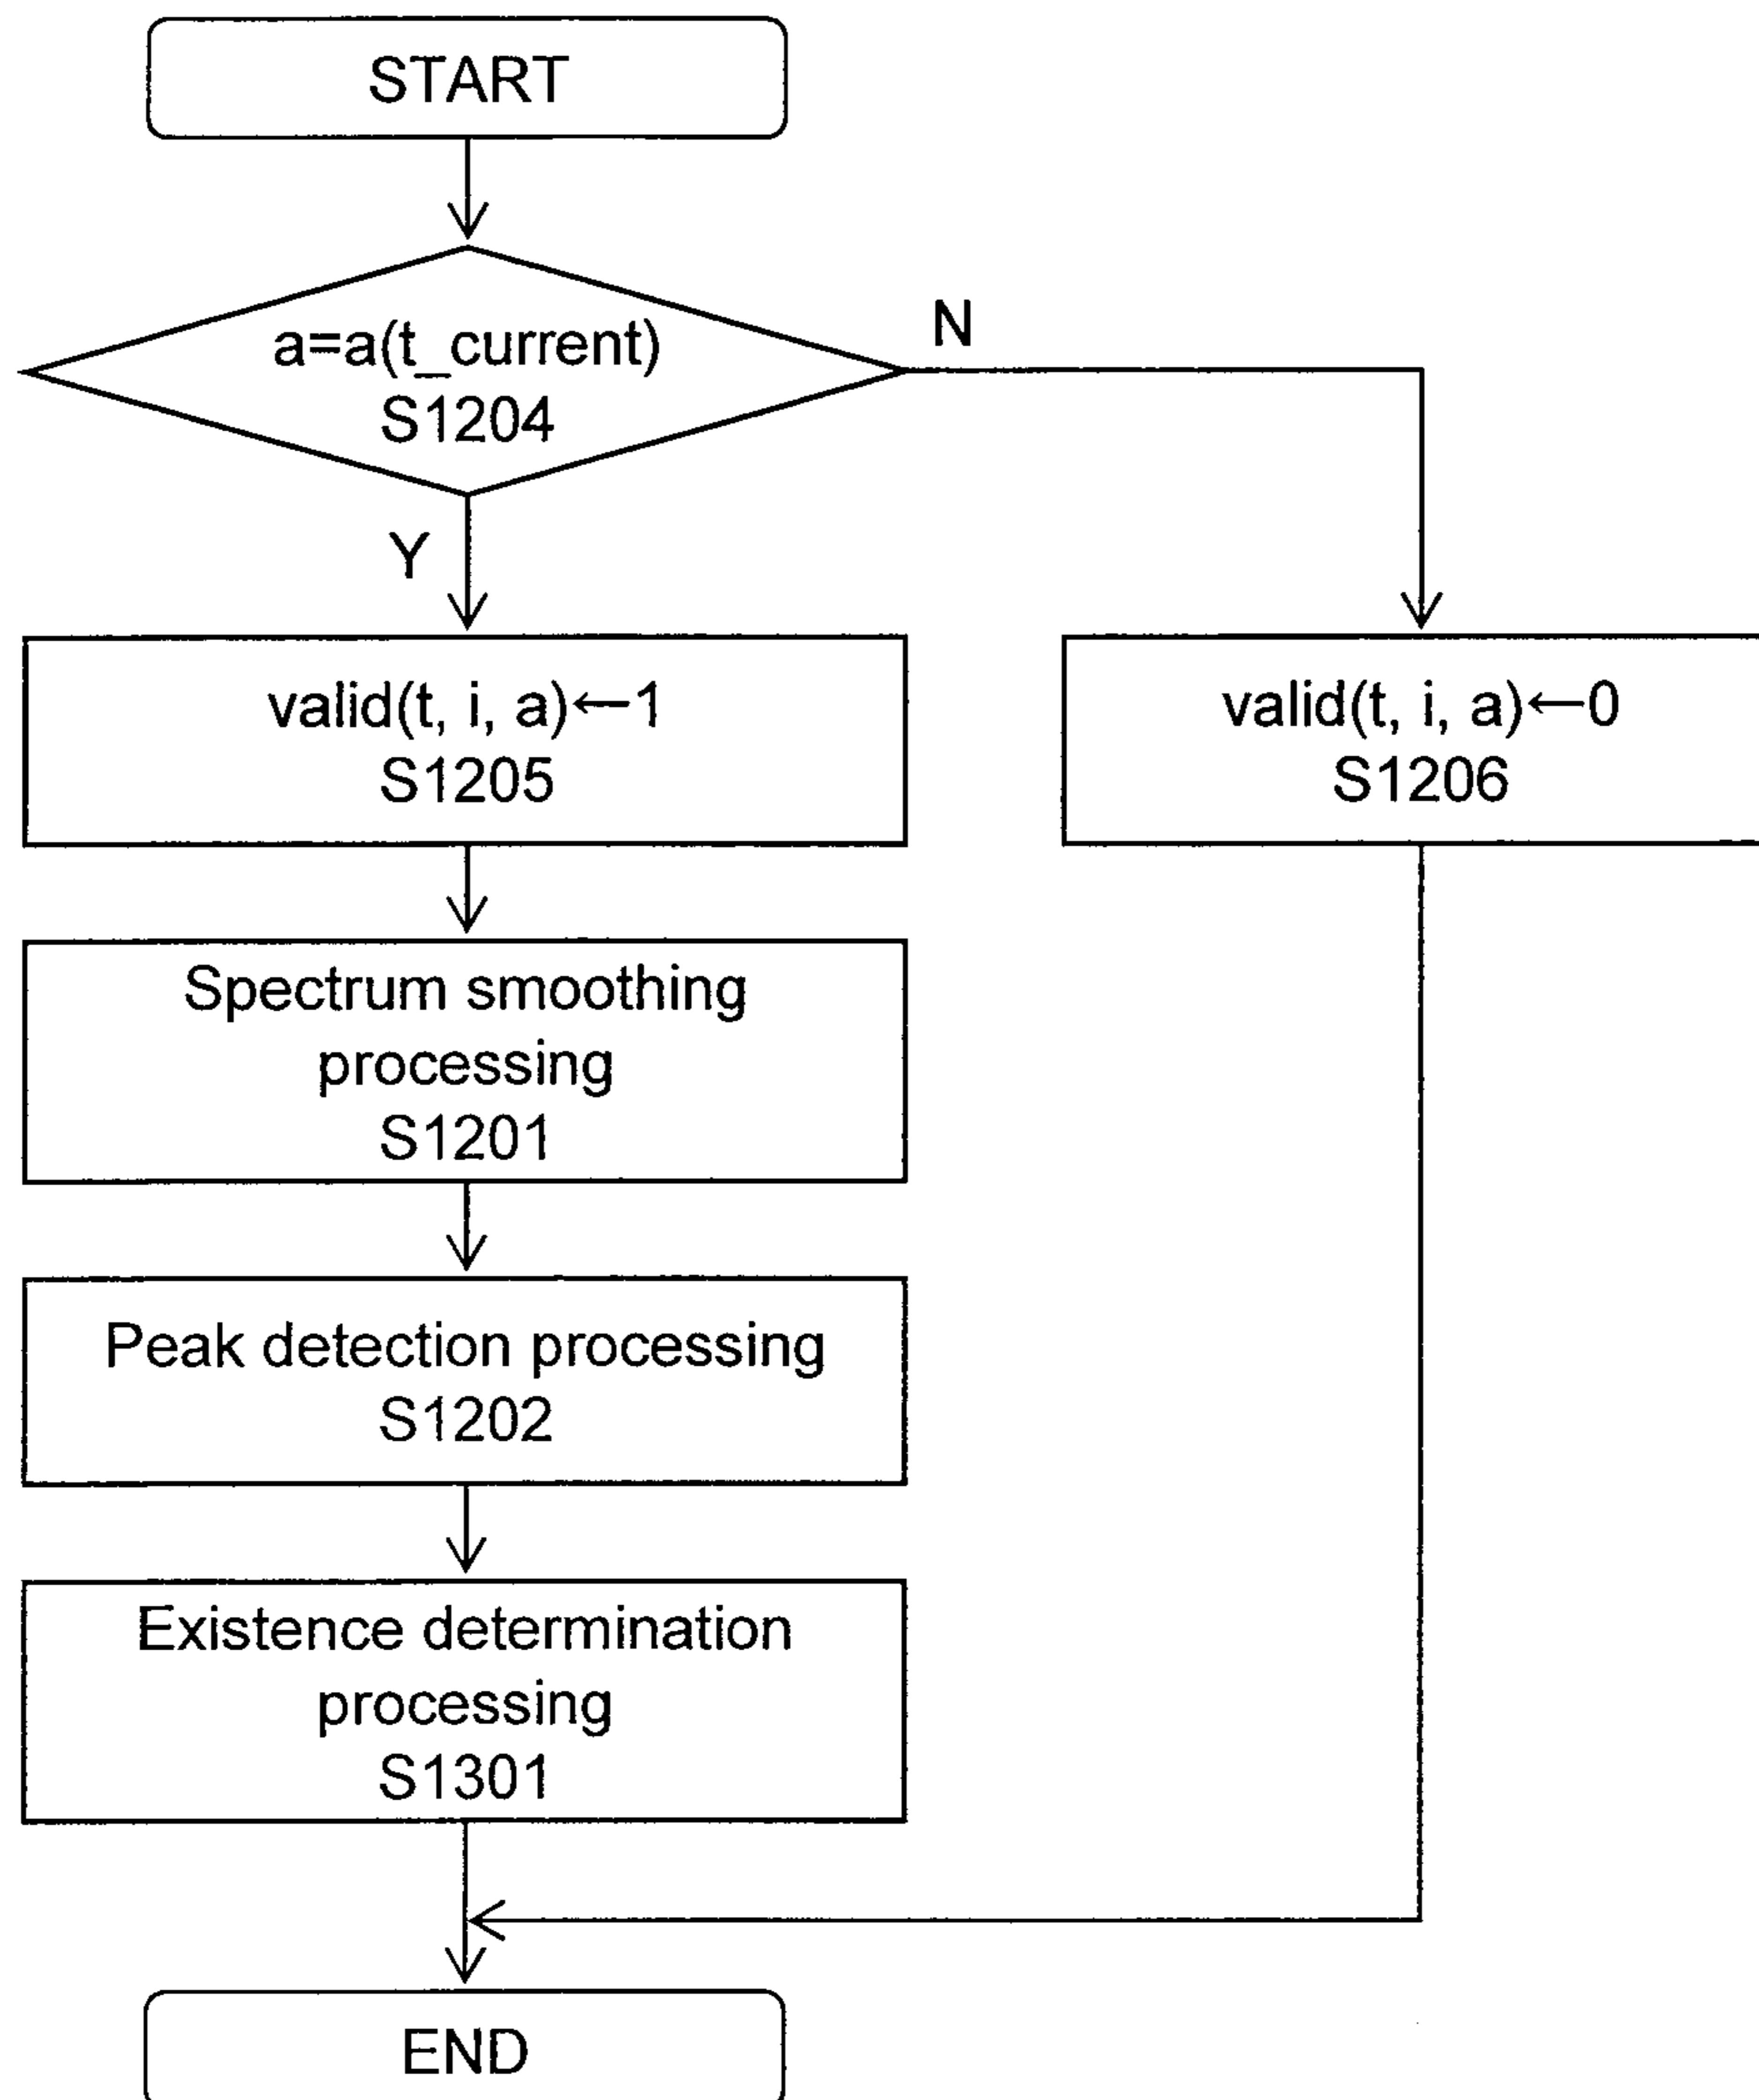 START
a=a(t_current)
S1204
N
Y
valid(t, i, a)←1
S1205
valid(t, i, a)←0
S1206
Spectrum smoothing
processing
S1201
Peak detection processing
S1202
Existence determination
processing
S1301
END